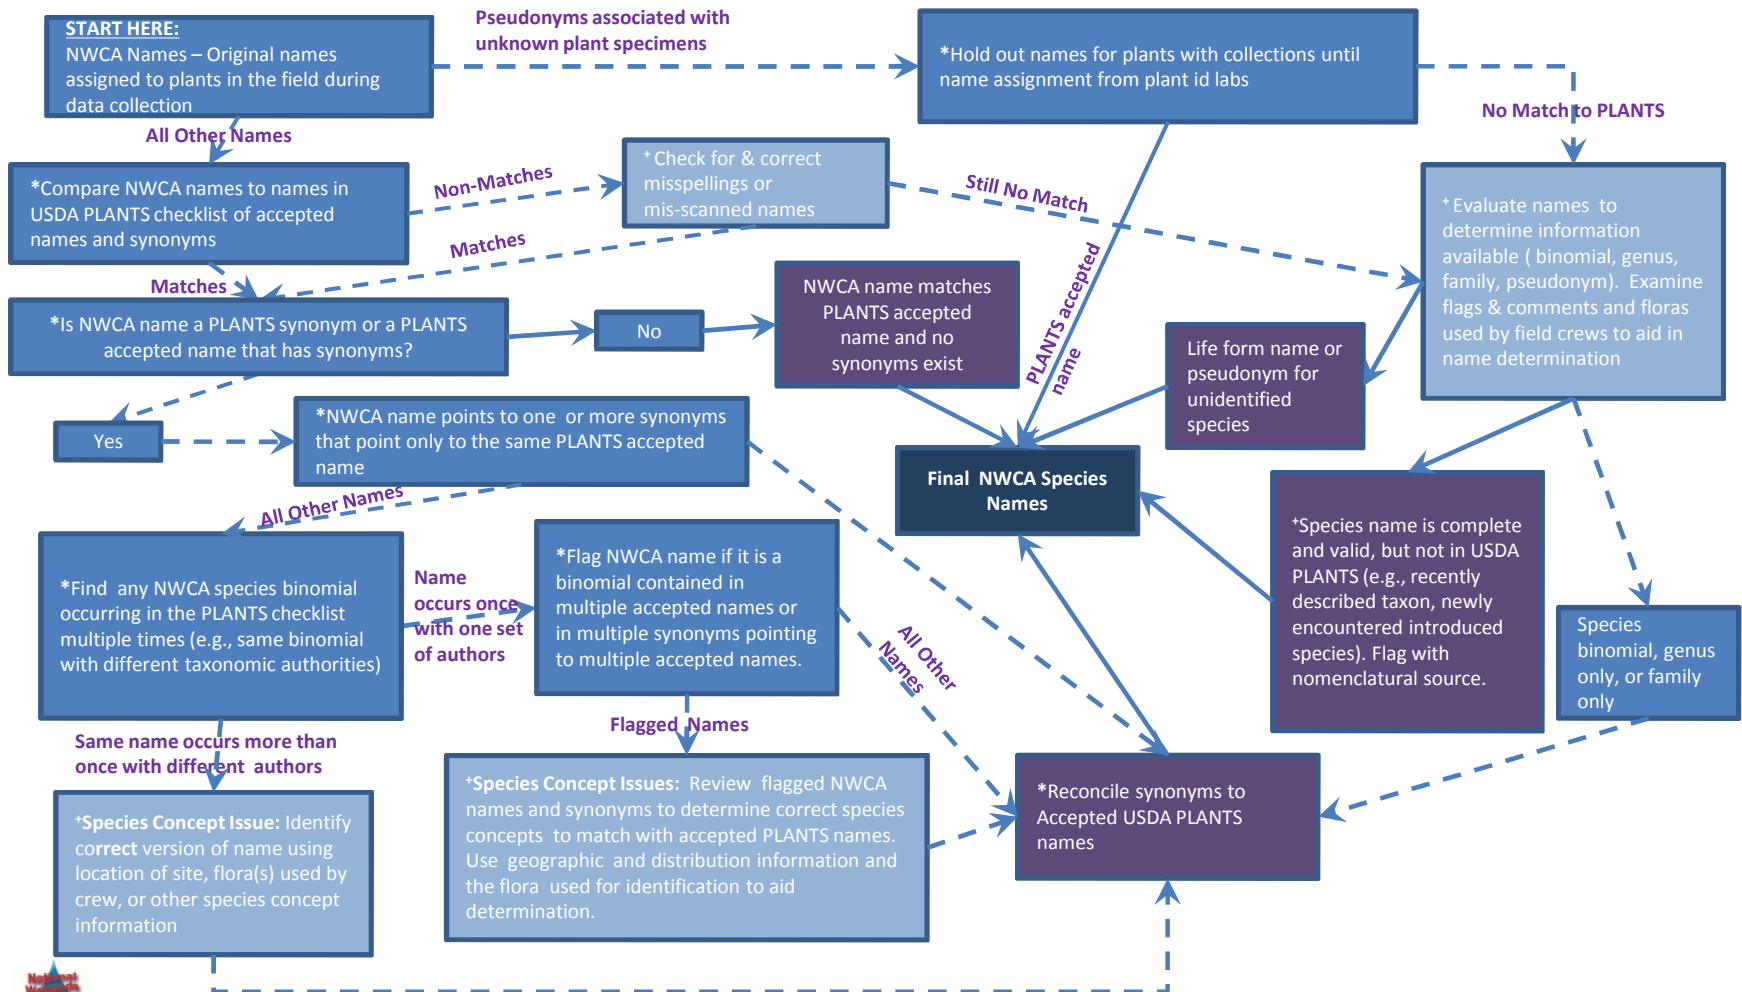 START HERE:
NWCA Names – Original names
assigned to plants in the field during
data collection
Pseudonyms associated with
unknown plant specimens
*Hold out names for plants with collections until
name assignment from plant id labs
No Match to PLANTS
All Other Names
*Compare NWCA names to names in
USDA PLANTS checklist of accepted
names and synonyms
Non-Matches
+ Check for & correct
misspellings or
mis-scanned names
Still No Match
+ Evaluate names to
determine information
available ( binomial, genus,
family, pseudonym). Examine
flags & comments and floras
used by field crews to aid in
name determination
Matches
Matches
*Is NWCA name a PLANTS synonym or a PLANTS
accepted name that has synonyms?
No
NWCA name matches
PLANTS accepted
name and no
synonyms exist
PLANTS accepted
name
Life form name or
pseudonym for
unidentified
species
Yes
*NWCA name points to one or more synonyms
that point only to the same PLANTS accepted
name
Final NWCA Species
Names
+Species name is complete
and valid, but not in USDA
PLANTS (e.g., recently
described taxon, newly
encountered introduced
species). Flag with
nomenclatural source.
Species
binomial, genus
only, or family
only
All Other Names
*Find any NWCA species binomial
occurring in the PLANTS checklist
multiple times (e.g., same binomial
with different taxonomic authorities)
Name
occurs once
with one set
of authors
*Flag NWCA name if it is a
binomial contained in
multiple accepted names or
in multiple synonyms pointing
to multiple accepted names.
All Other
Names
Flagged Names
Same name occurs more than
once with different authors
+Species Concept Issue: Identify
correct version of name using
location of site, flora(s) used by
crew, or other species concept
information
+Species Concept Issues: Review flagged NWCA
names and synonyms to determine correct species
concepts to match with accepted PLANTS names.
Use geographic and distribution information and
the flora used for identification to aid
determination.
*Reconcile synonyms to
Accepted USDA PLANTS
names
National